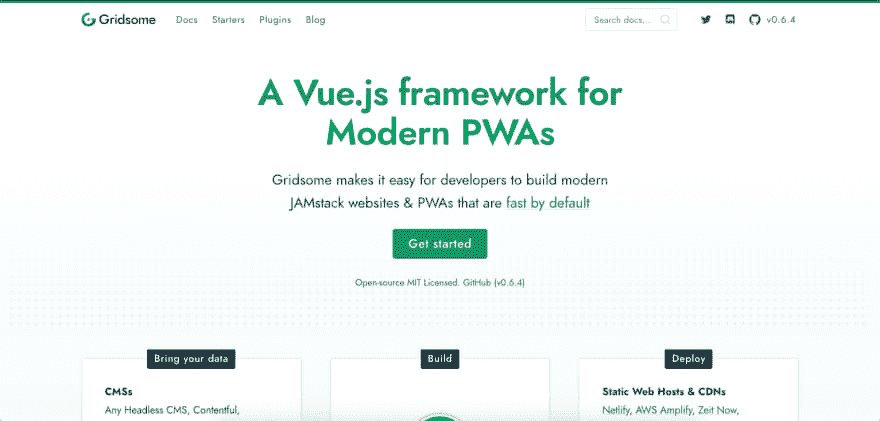 Gridsome Docs Starters Plugins Blog Search docs... v0.6.4
A Vue.js framework for
Modern PWAs
Gridsome makes it easy for developers to build modern
JAMstack websites & PWAs that are fast by default
Get started
Open-source MIT Licensed. GitHub (v0.6.4)
Bring your data
CMSs
Any Headless CMS, Contentful,
Build
Deploy
Static Web Hosts & CDNs
Netlify, AWS Amplify, Zeit Now,